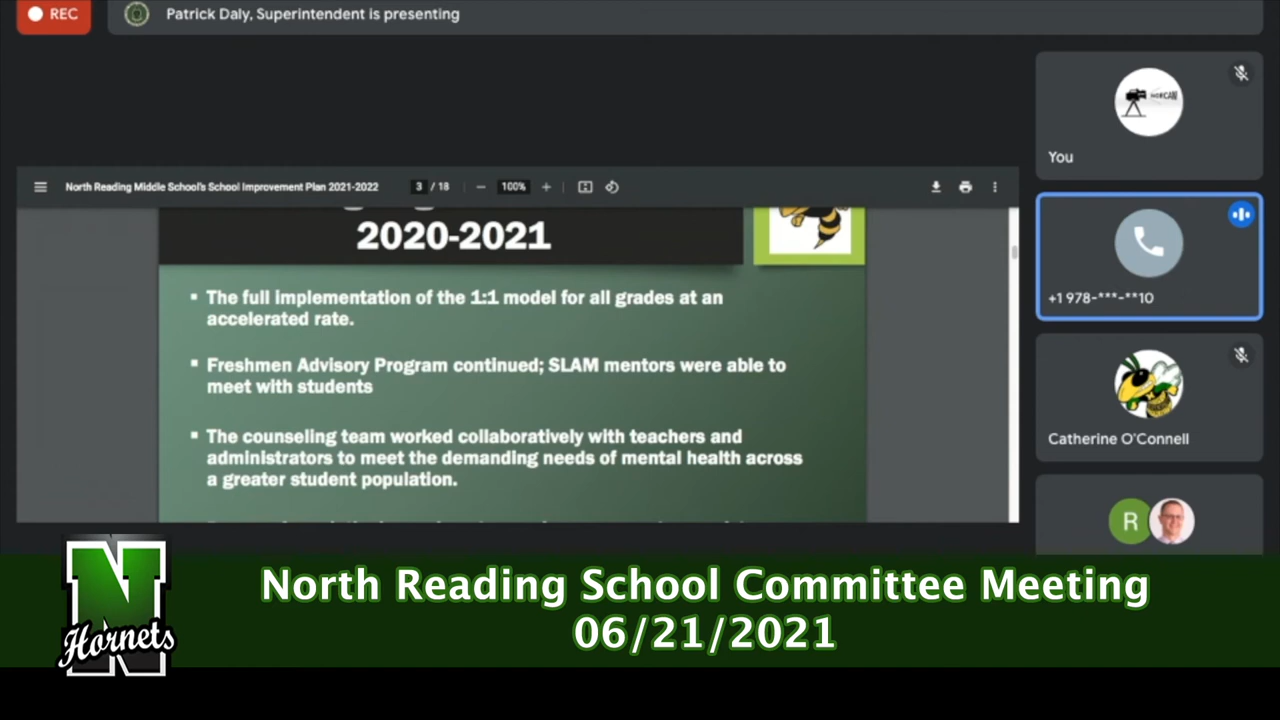 REC
Patrick Daly, Superintendent is presenting
NORCAN
You
North Reading Middle School's School Improvement Plan 2021-2022
3 / 18
100%
2020-2021
▪ The full implementation of the 1:1 model for all grades at an
accelerated rate.
▪ Freshmen Advisory Program continued; SLAM mentors were able to
meet with students
▪ The counseling team worked collaboratively with teachers and
administrators to meet the demanding needs of mental health across
a greater student population.
+1 978-***-**10
Catherine O'Connell
R
N
Hornets
North Reading School Committee Meeting
06/21/2021